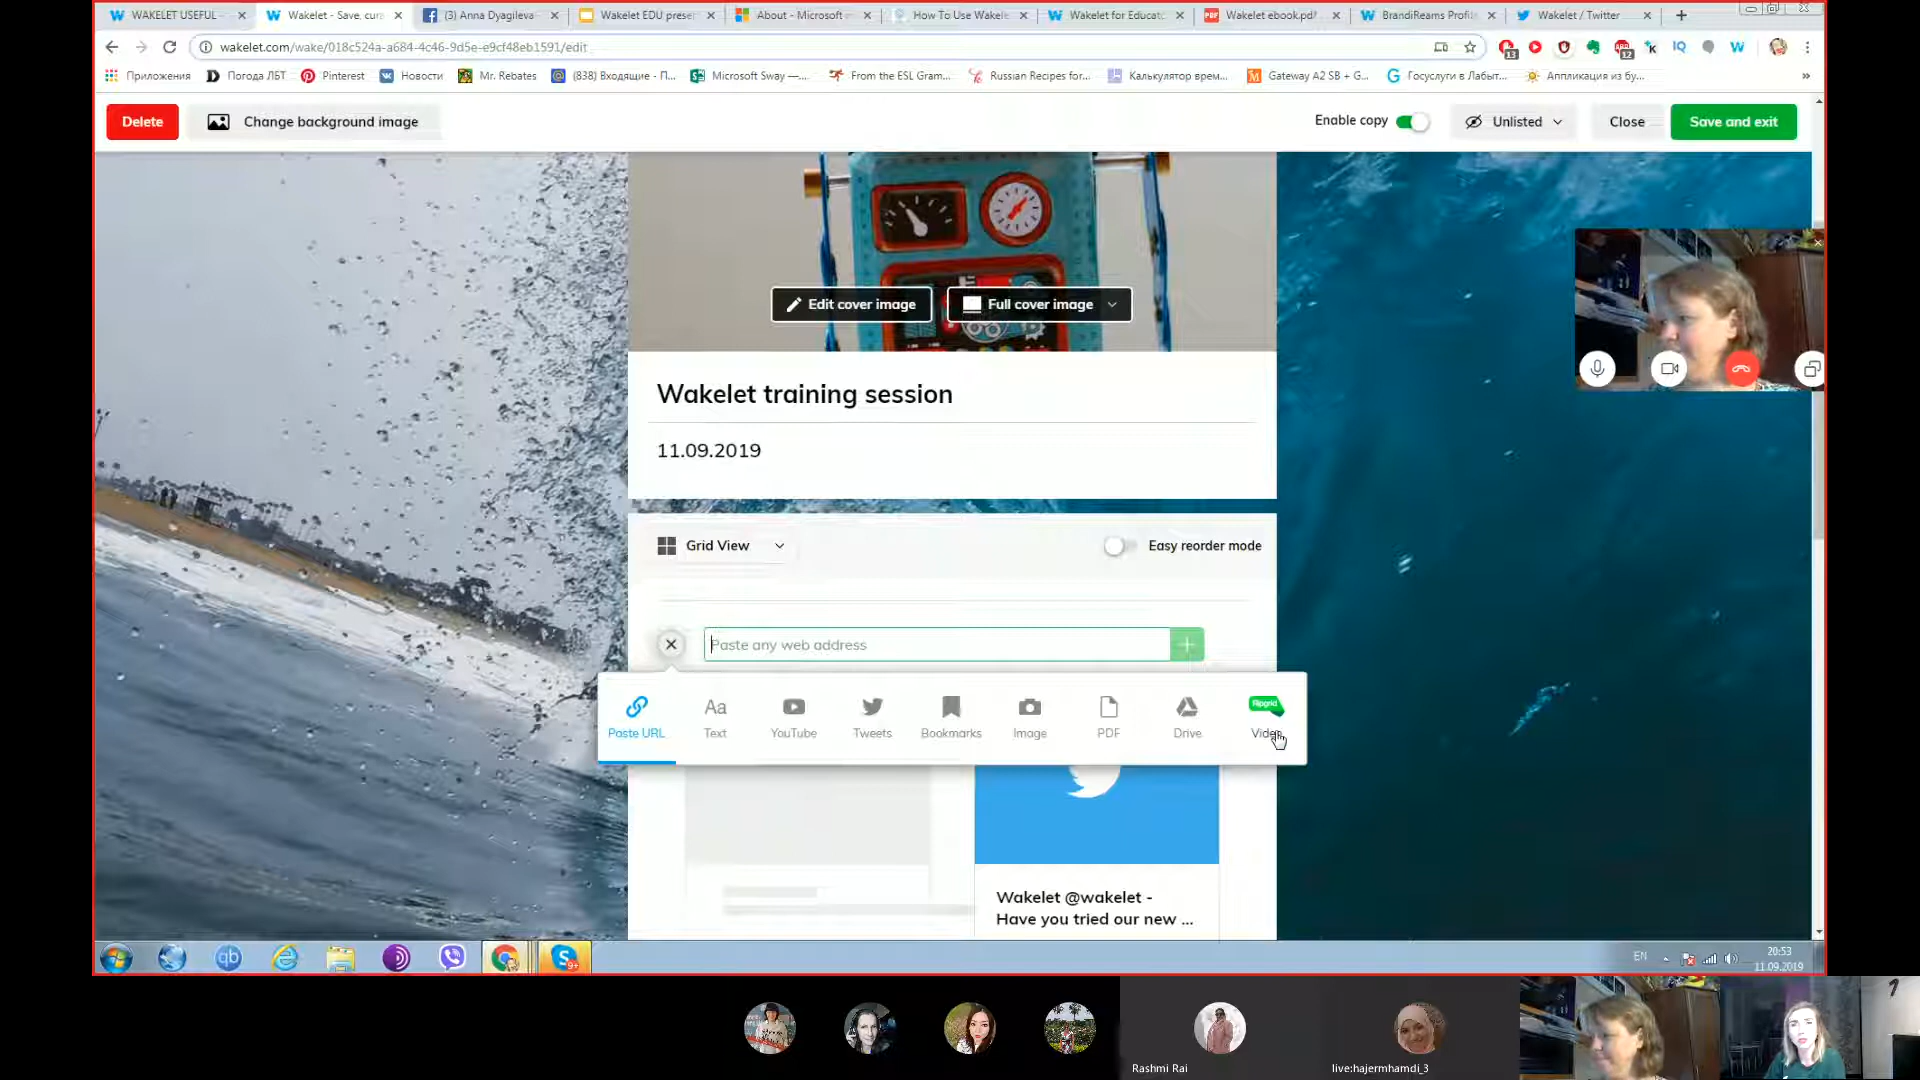 WAKELET USEFUL
Wakelet - Save, cura
(3) Anna Dyagileva
Wakelet EDU preser
About - Microsoft
How To Use Wakele
Wakelet for Educato
Wakelet ebook.pdf
BrandiReams Profile
Wakelet / Twitter
wakelet.com/wake/018c524a-a684-4c46-9d5e-e9cf48eb1591/edit
Приложения
Погода ЛБТ
Pinterest
Новости
Mr. Rebates
(838) Входящие - П...
Microsoft Sway —...
From the ESL Gram...
Russian Recipes for...
Калькулятор врем...
Gateway A2 SB + G...
Госуслуги в Лабыт...
Аппликация из бу...
Delete
Change background image
Enable copy
Unlisted
Close
Save and exit
Edit cover image
Full cover image
Wakelet training session
11.09.2019
Grid View
Easy reorder mode
Paste any web address
Paste URL
Text
YouTube
Tweets
Bookmarks
Image
PDF
Drive
Video
Wakelet @wakelet -
Have you tried our new ...
EN
20:53
11.09.2019
Rashmi Rai
live:hajermhamdi_3